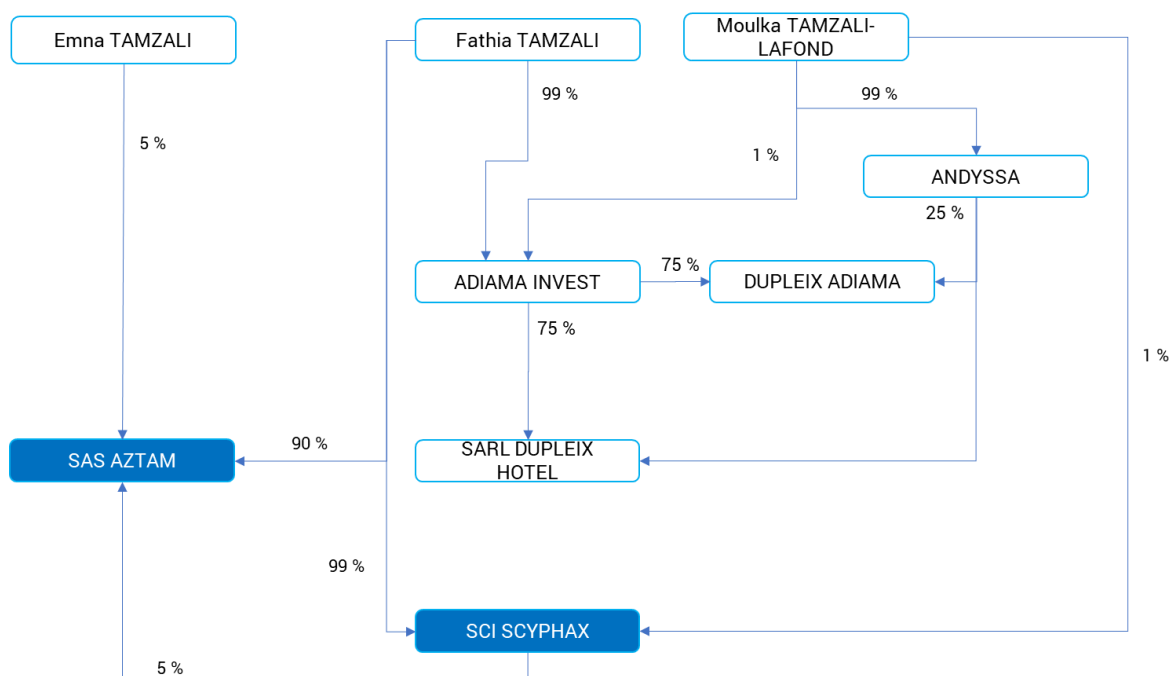 Emna TAMZALI
Fathia TAMZALI
Moulka TAMZALI-
LAFOND
99 %
99 %
5 %
1 %
ANDYSSA
25 %
ADIAMA INVEST
75 %
DUPLEIX ADIAMA
75 %
1 %
SAS AZTAM
90 %
SARL DUPLEIX
HOTEL
99 %
SCI SCYPHAX
5 %